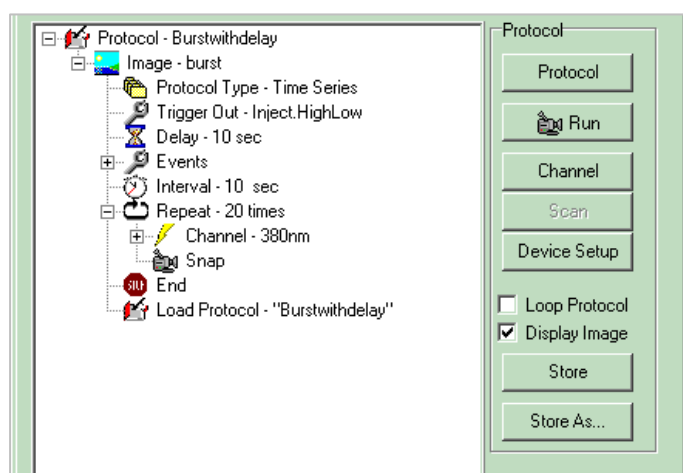 Protocol - Burstwithdelay
Image - burst
Protocol Type - Time Series
Trigger Out - Inject.HighLow
Delay - 10 sec
Events
Interval - 10 sec
Repeat - 20 times
Channel - 380nm
Snap
End
Load Protocol - "Burstwithdelay"
Protocol
Protocol
Run
Channel
Scan
Device Setup
Loop Protocol
Display Image
Store
Store As...